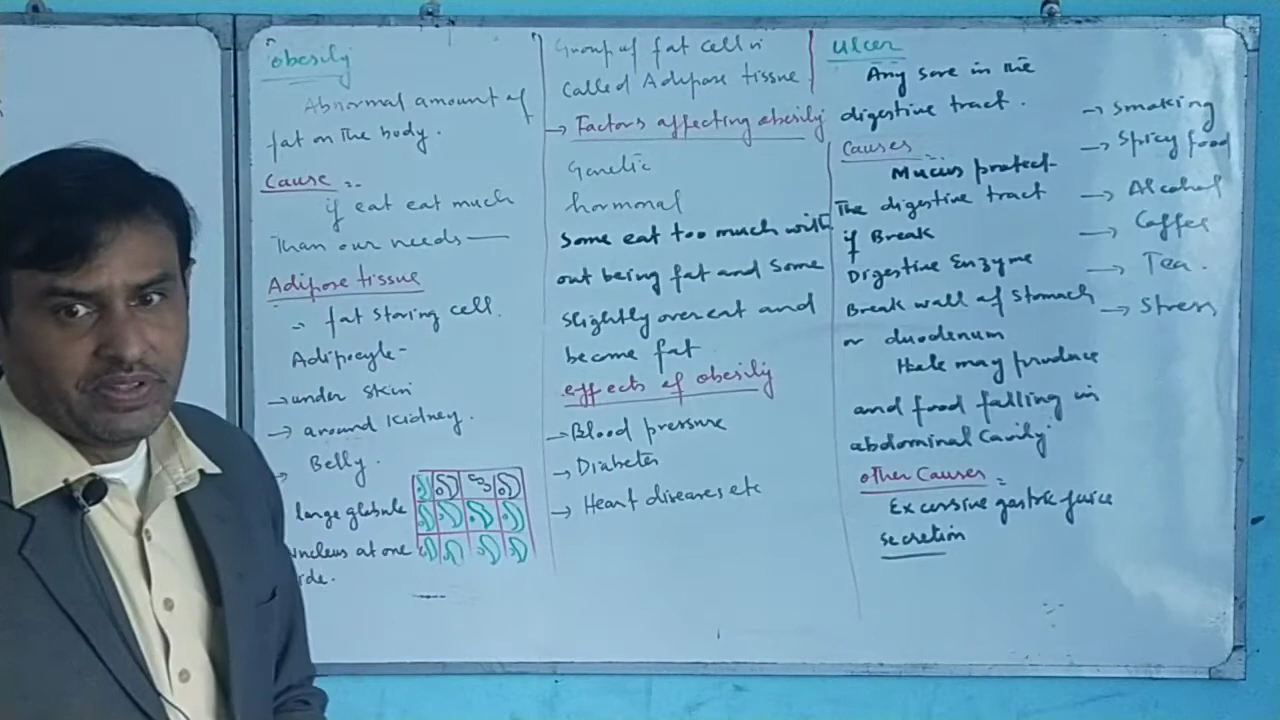 obesity
Abnormal amount of
fat on the body.
Cause :-
if eat eat much
Than our needs —
Adipose tissue
→ fat storing cell.
Adipocyte -
→ under skin
→ around Kidney.
→ Belly.
large globule
nucleus at one
ide.
Group of fat cell is
Called Adipose tissue
→ Factors affecting obesity
Genetic
hormonal
Some eat too much with
out being fat and Some
slightly overeat and
become fat
effects of obesity
→ Blood pressure
→ Diabetes
→ Heart diseases etc
Ulcer
Any sore in the
digestive tract.
Causes :-
Mucus protect-
The digestive tract
if Break
Digestive Enzyme
Break wall of stomach
or duodenum
Hole may produce
and food falling in
abdominal Cavity
other Causes :
Excessive gastric juice
secretion
→ Smoking
→ Spicy food
→ Alcohol
→ Coffee
→ Tea.
→ Stress